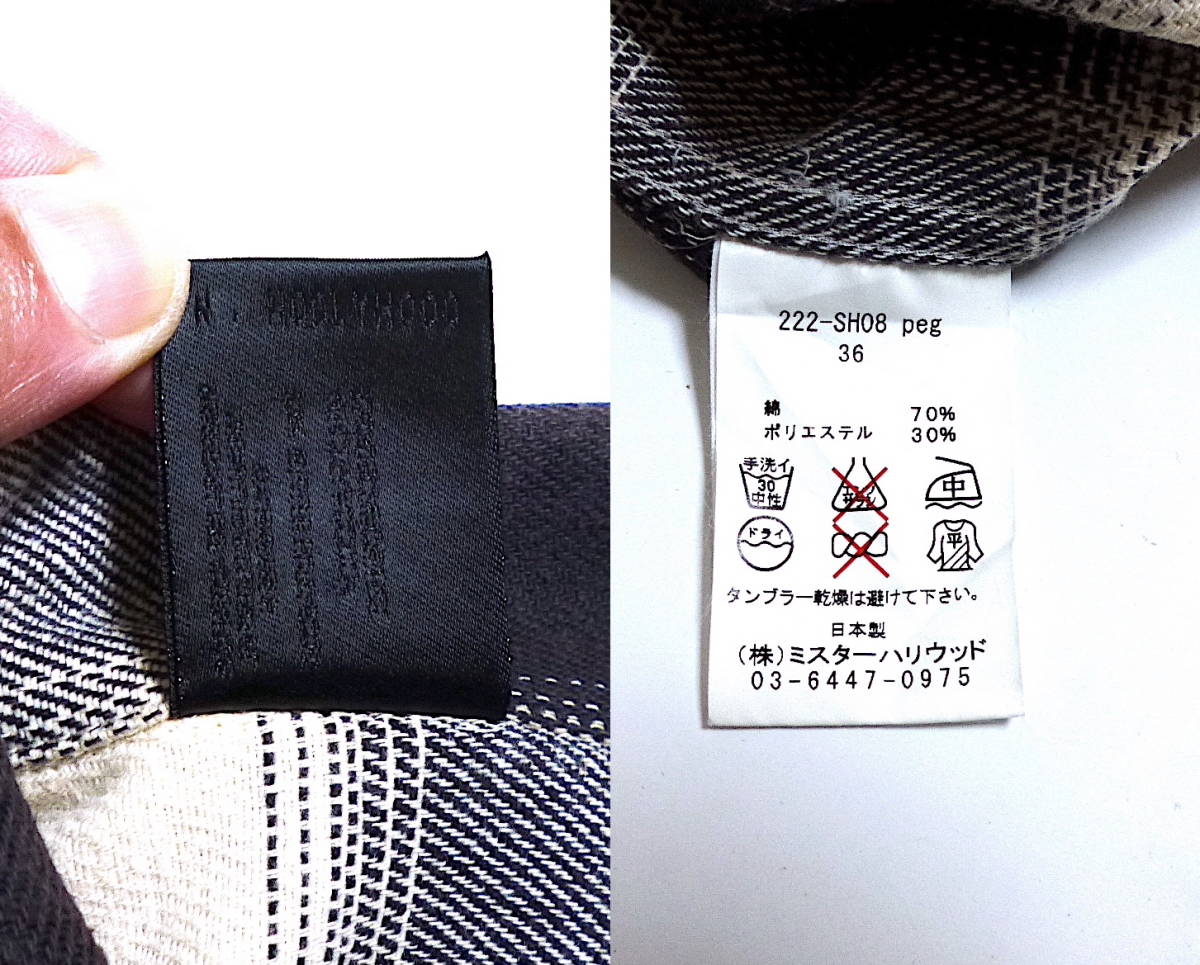 N. HOOLYWOOD
222-SH08 peg
36
綿 70%
ポリエステル 30%
手洗イ
30
中性
中
ドライ
平
タンブラー乾燥は避けて下さい。
日本製
(株)ミスターハリウッド
03-6447-0975